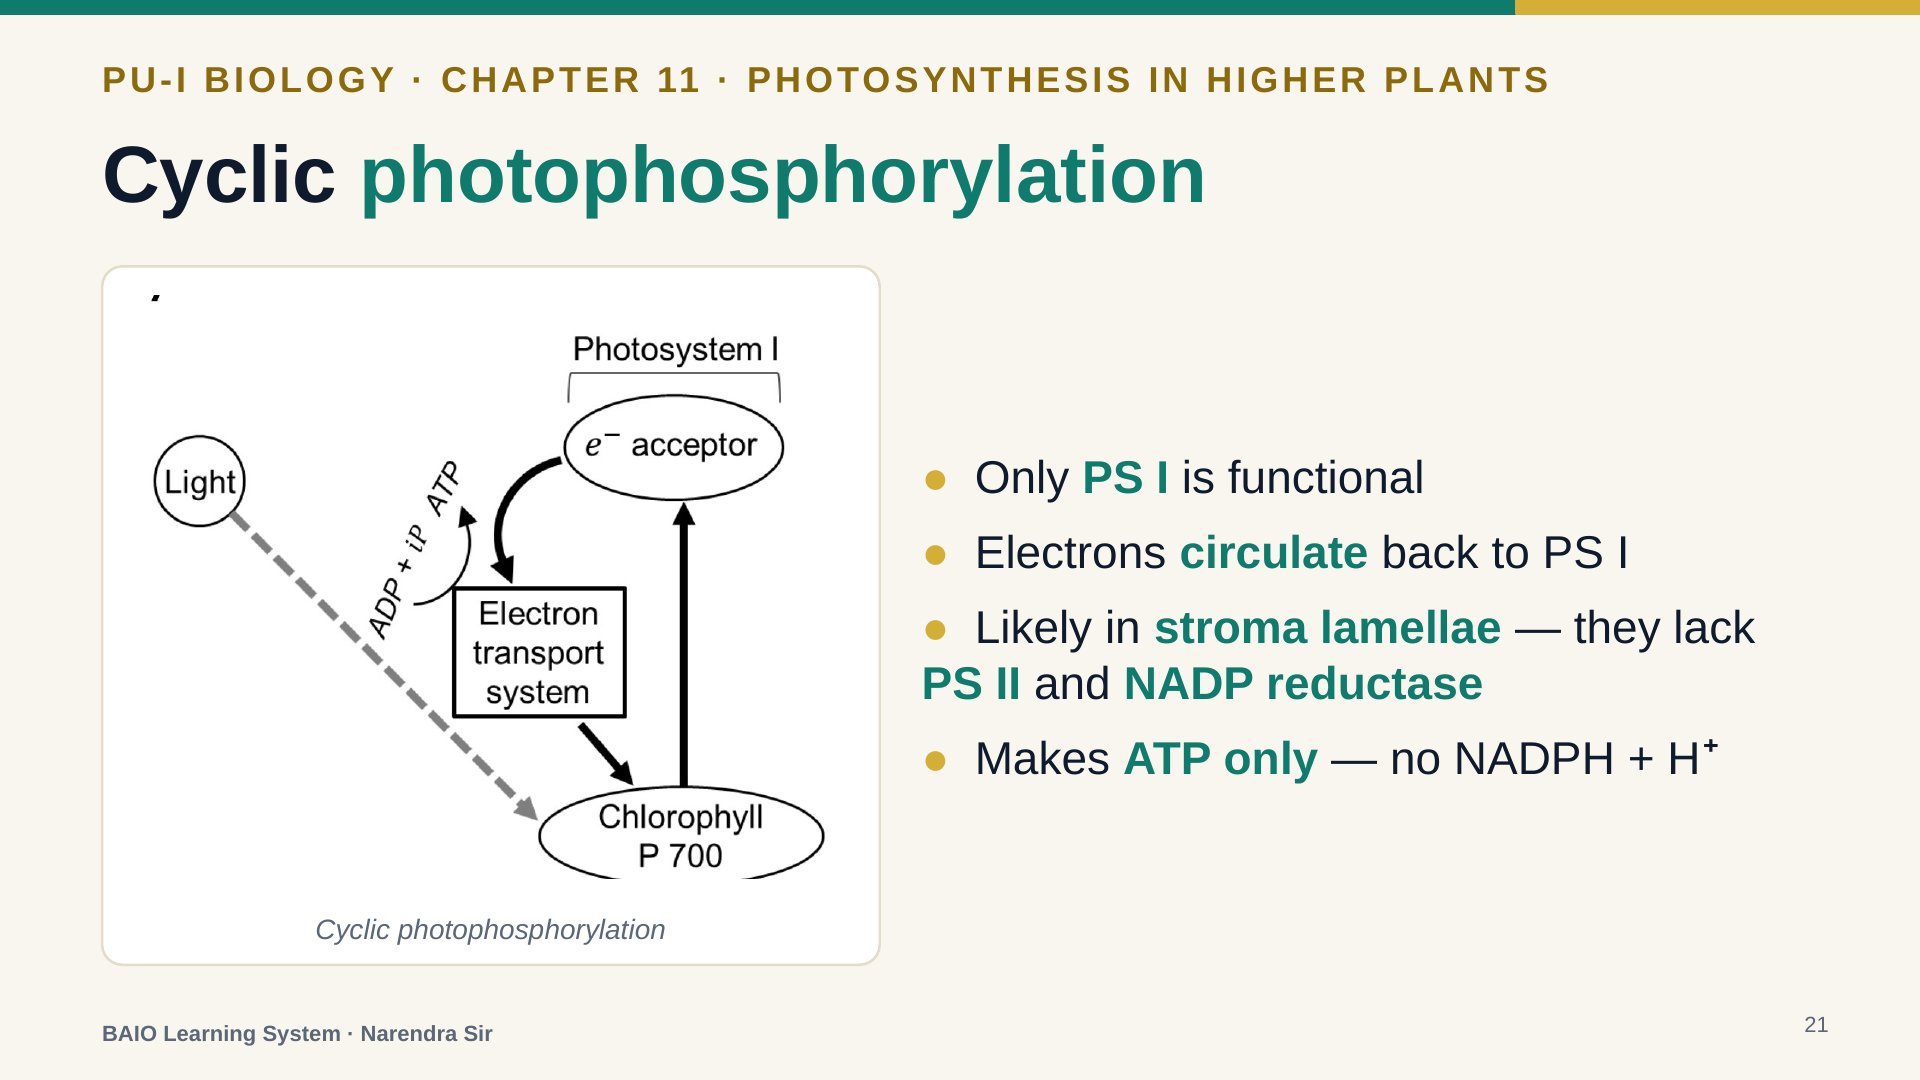 PU-I BIOLOGY · CHAPTER 11 · PHOTOSYNTHESIS IN HIGHER PLANTS
Cyclic photophosphorylation
Photosystem I
e⁻ acceptor
Light
ATP
ADP + iP
Electron
transport
system
Chlorophyll
P 700
Cyclic photophosphorylation
● Only PS I is functional
● Electrons circulate back to PS I
● Likely in stroma lamellae — they lack
PS II and NADP reductase
● Makes ATP only — no NADPH + H⁺
BAIO Learning System · Narendra Sir
21